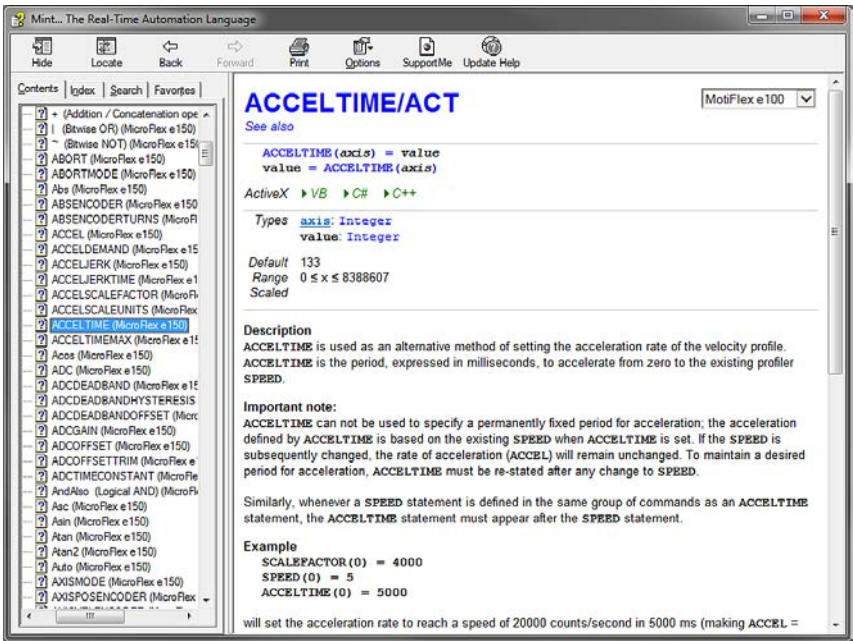 Mint... The Real-Time Automation Language
Hide Locate Back Forward Print Options SupportMe Update Help
Contents Index Search Favorites
+ (Addition / Concatenation ope
| (Bitwise OR) (MicroFlex e150)
~ (Bitwise NOT) (MicroFlex e150
ABORT (MicroFlex e150)
ABORTMODE (MicroFlex e150)
Abs (MicroFlex e150)
ABSENCODER (MicroFlex e150
ABSENCODERTURNS (MicroFl
ACCEL (MicroFlex e150)
ACCELDEMAND (MicroFlex e15
ACCELJERK (MicroFlex e150)
ACCELJERKTIME (MicroFlex e1
ACCELSCALEFACTOR (MicroFl
ACCELSCALEUNITS (MicroFlex
ACCELTIME (MicroFlex e150)
ACCELTIMEMAX (MicroFlex e15
Acos (MicroFlex e150)
ADC (MicroFlex e150)
ADCDEADBAND (MicroFlex e15
ADCDEADBANDHYSTERESIS
ADCDEADBANDOFFSET (Micro
ADCGAIN (MicroFlex e150)
ADCOFFSET (MicroFlex e150)
ADCOFFSETTRIM (MicroFlex e
ADCTIMECONSTANT (MicroFle
AndAlso (Logical AND) (MicroFl
Asc (MicroFlex e150)
Asin (MicroFlex e150)
Atan (MicroFlex e150)
Atan2 (MicroFlex e150)
Auto (MicroFlex e150)
AXISMODE (MicroFlex e150)
AXISPOSENCODER (MicroFlex
ACCELTIME/ACT
MotiFlex e100
See also
ACCELTIME(axis) = value
value = ACCELTIME(axis)
ActiveX VB C# C++
Types axis: Integer
value: Integer
Default 133
Range 0 ≤ x ≤ 8388607
Scaled
Description
ACCELTIME is used as an alternative method of setting the acceleration rate of the velocity profile.
ACCELTIME is the period, expressed in milliseconds, to accelerate from zero to the existing profiler
SPEED.
Important note:
ACCELTIME can not be used to specify a permanently fixed period for acceleration; the acceleration
defined by ACCELTIME is based on the existing SPEED when ACCELTIME is set. If the SPEED is
subsequently changed, the rate of acceleration (ACCEL) will remain unchanged. To maintain a desired
period for acceleration, ACCELTIME must be re-stated after any change to SPEED.
Similarly, whenever a SPEED statement is defined in the same group of commands as an ACCELTIME
statement, the ACCELTIME statement must appear after the SPEED statement.
Example
SCALEFACTOR(0) = 4000
SPEED(0) = 5
ACCELTIME(0) = 5000
will set the acceleration rate to reach a speed of 20000 counts/second in 5000 ms (making ACCEL =